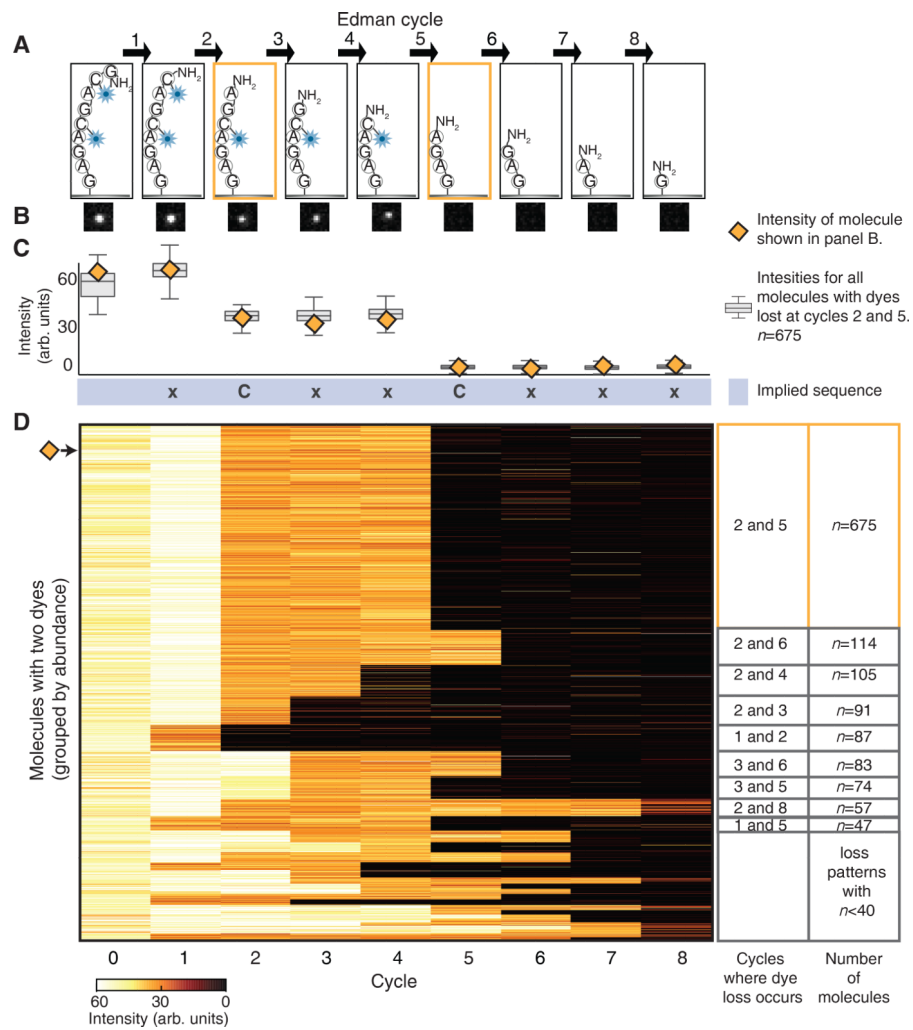 Edman cycle
A
1 2 3 4 5 6 7 8
G C A G C A G A G NH2
C A G C A G A G NH2
A G C A G A G NH2
G C A G A G NH2
C A G A G NH2
A G A G NH2
G A G NH2
A G NH2
G NH2
B
Intensity of molecule
shown in panel B.
C
Intensity
(arb. units)
60
30
0
Intesities for all
molecules with dyes
lost at cycles 2 and 5.
n=675
x C x x C x x x
Implied sequence
D
Molecules with two dyes
(grouped by abundance)
2 and 5 n=675
2 and 6 n=114
2 and 4 n=105
2 and 3 n=91
1 and 2 n=87
3 and 6 n=83
3 and 5 n=74
2 and 8 n=57
1 and 5 n=47
loss
patterns
with
n<40
0 1 2 3 4 5 6 7 8
Cycle
Cycles
where dye
loss occurs
Number
of
molecules
60 30 0
Intensity (arb. units)